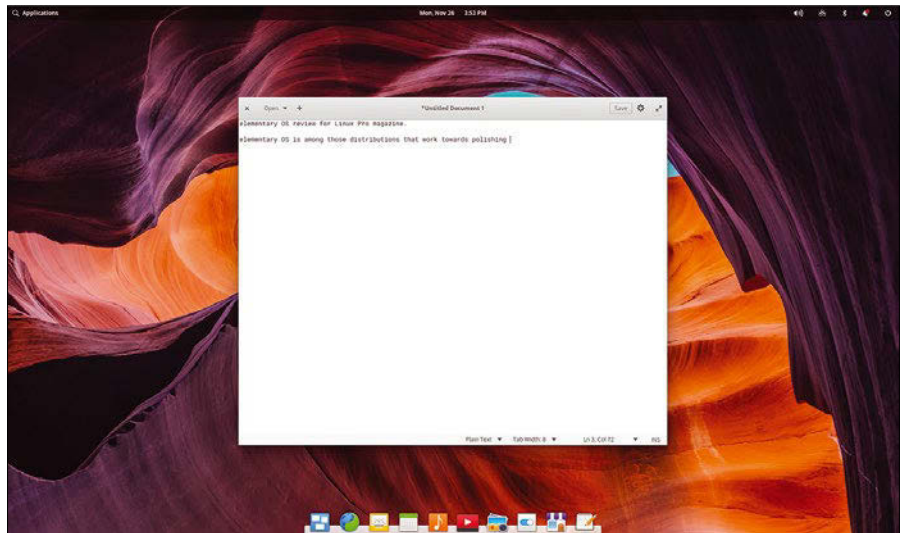 Applications
Mon, Nov 26 3:53 PM
Open
*Untitled Document 1
Save
elementary OS review for Linux Pro magazine.
elementary OS is among those distributions that work towards polishing
Plain Text
Tab Width: 8
Ln 3, Col 72
INS